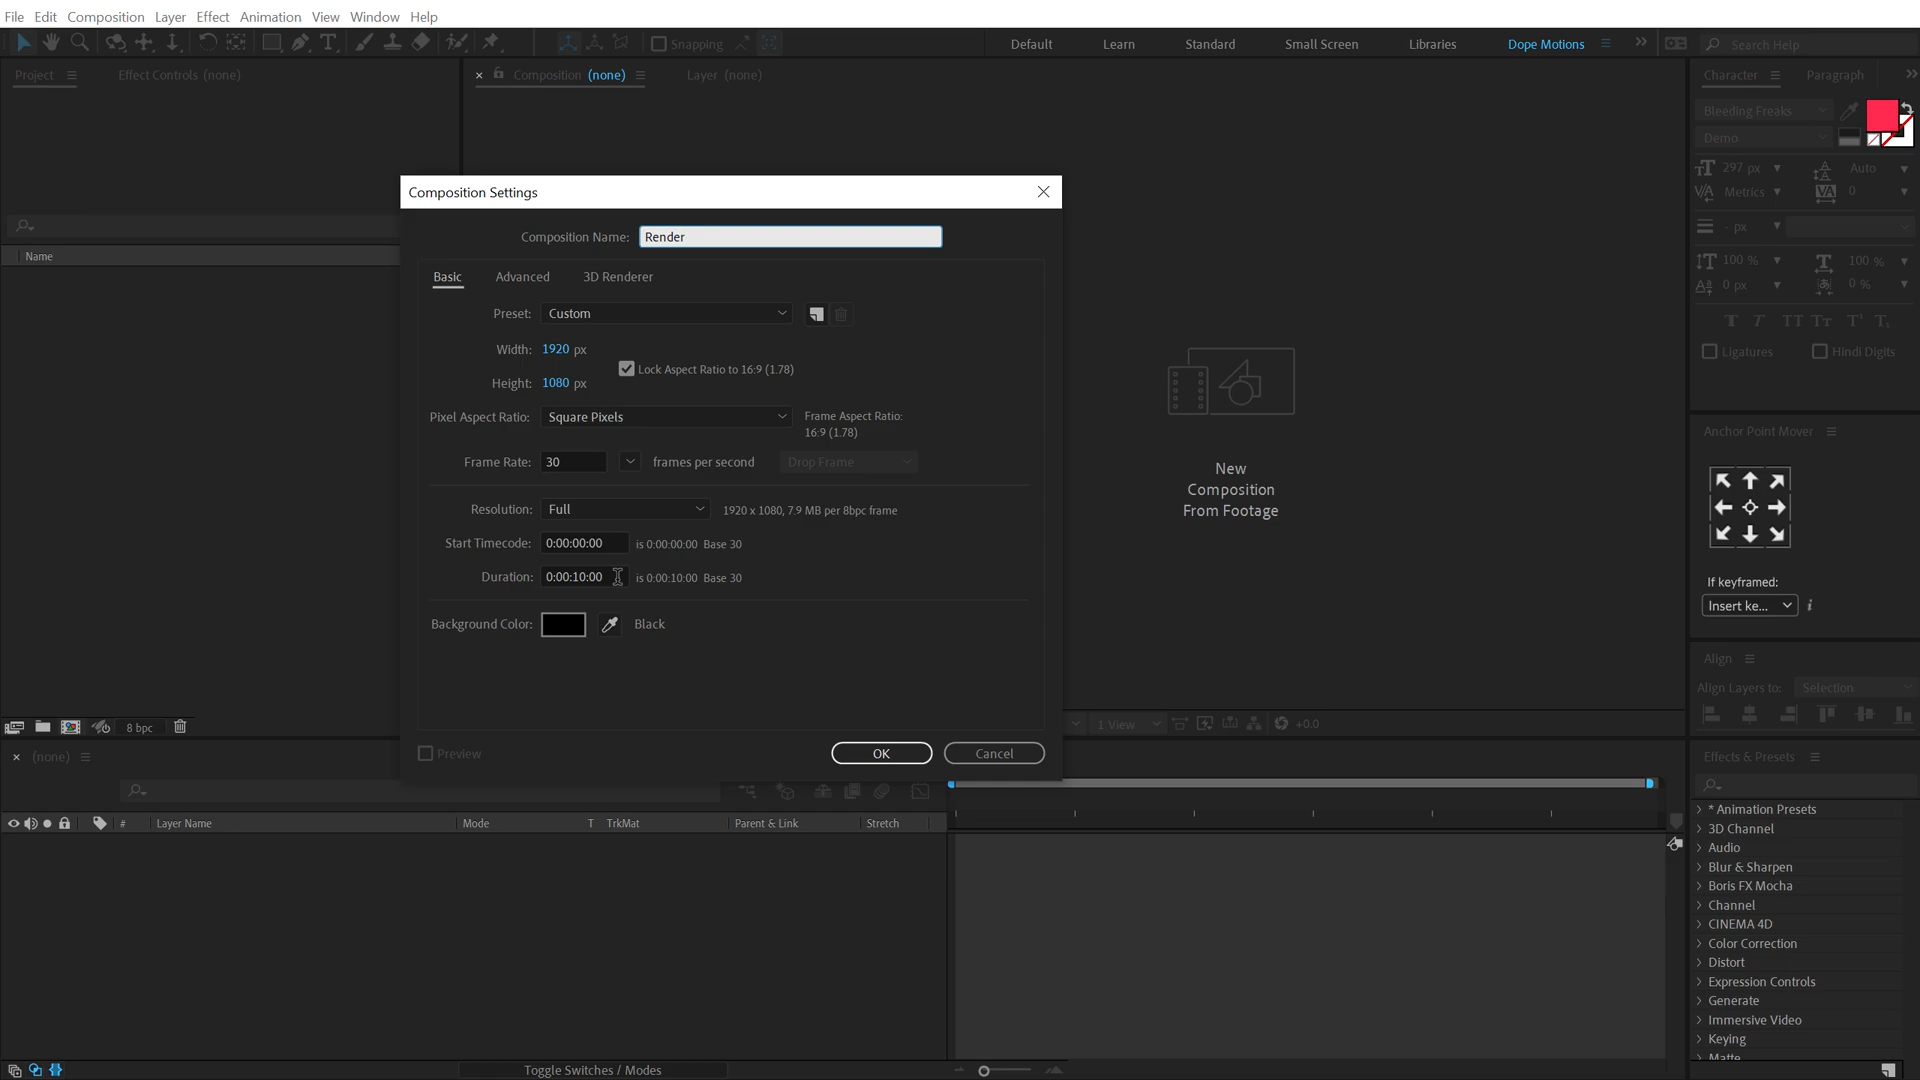 File Edit Composition Layer Effect Animation View Window Help
Snapping
Default Learn Standard Small Screen Libraries Dope Motions Search Help
Project Effect Controls (none)
Composition (none) Layer (none)
Character Paragraph
Bleeding Freaks
Demo
297 px Auto
Metrics 0
- px
100 % 100 %
0 px 0 %
Ligatures Hindi Digits
Name
Composition Settings
Composition Name: Render
Basic Advanced 3D Renderer
Preset: Custom
Width: 1920 px
Lock Aspect Ratio to 16:9 (1.78)
Height: 1080 px
Pixel Aspect Ratio: Square Pixels Frame Aspect Ratio:
16:9 (1.78)
Frame Rate: 30 frames per second Drop Frame
Resolution: Full 1920 x 1080, 7.9 MB per 8bpc frame
Start Timecode: 0:00:00:00 is 0:00:00:00 Base 30
Duration: 0:00:10:00 is 0:00:10:00 Base 30
Background Color: Black
Preview OK Cancel
New
Composition
From Footage
Anchor Point Mover
If keyframed:
Insert ke...
Align
Align Layers to: Selection
8 bpc
1 View +0.0
(none)
# Layer Name Mode T TrkMat Parent & Link Stretch
Effects & Presets
* Animation Presets
3D Channel
Audio
Blur & Sharpen
Boris FX Mocha
Channel
CINEMA 4D
Color Correction
Distort
Expression Controls
Generate
Immersive Video
Keying
Matte
Toggle Switches / Modes